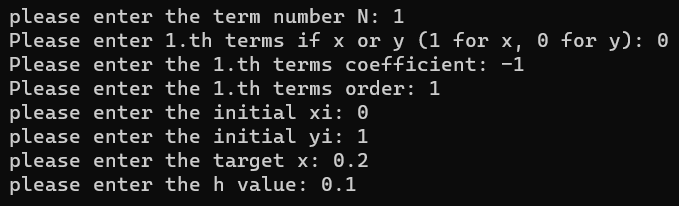 please enter the term number N: 1
Please enter 1.th terms if x or y (1 for x, 0 for y): 0
Please enter the 1.th terms coefficient: -1
Please enter the 1.th terms order: 1
please enter the initial xi: 0
please enter the initial yi: 1
please enter the target x: 0.2
please enter the h value: 0.1